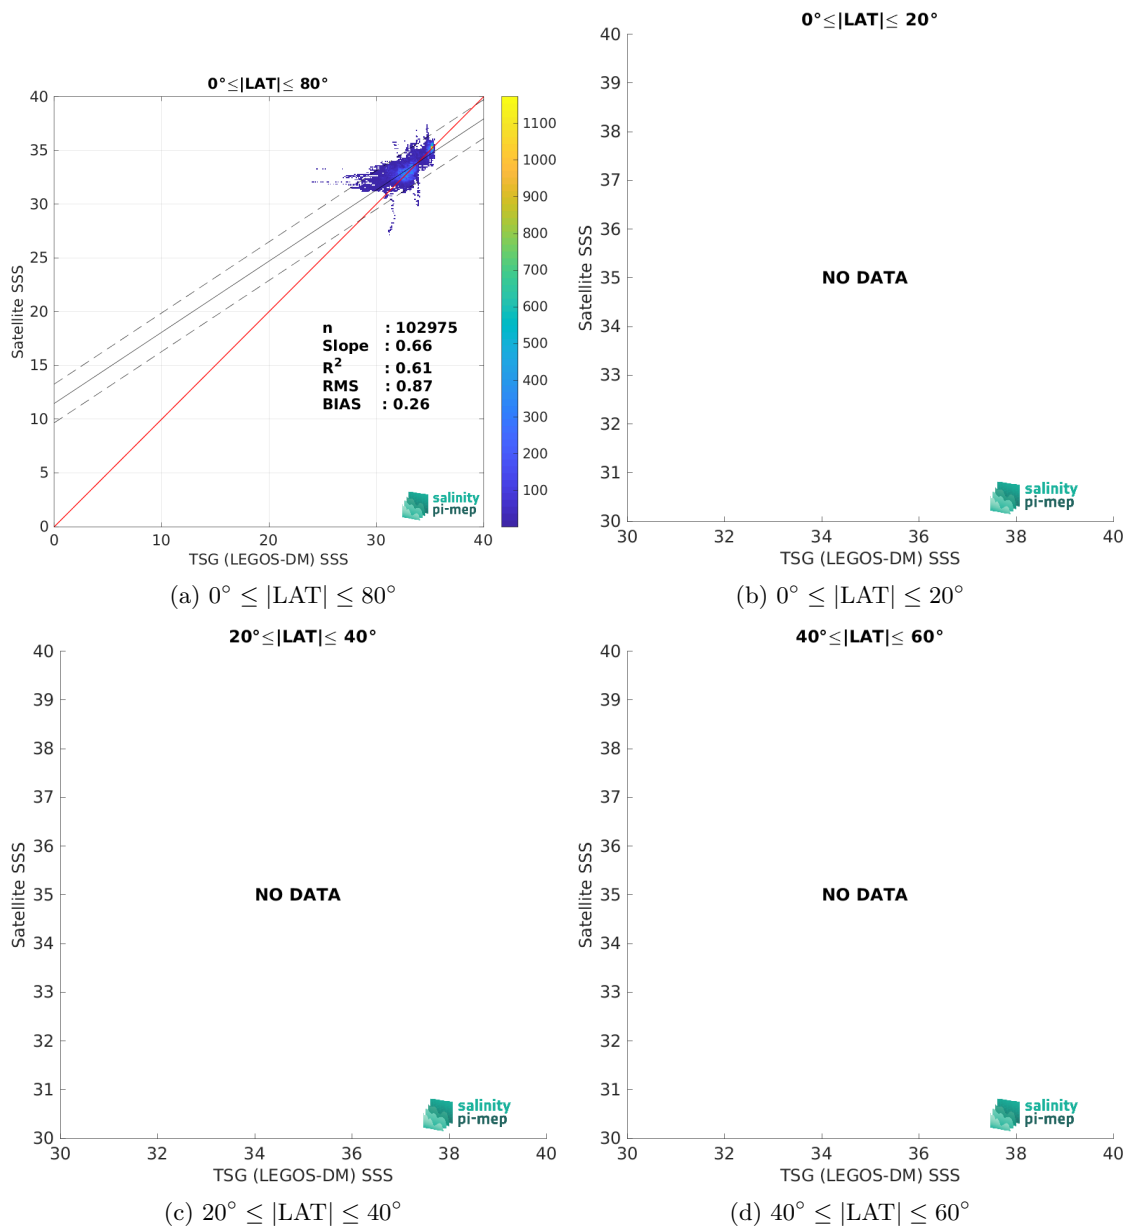 0°≤|LAT|≤ 80°
40
35
30
25
20
15
10
5
0
0
10
20
30
40
Satellite SSS
TSG (LEGOS-DM) SSS
n : 102975
Slope : 0.66
R² : 0.61
RMS : 0.87
BIAS : 0.26
salinity
pi-mep
1100
1000
900
800
700
600
500
400
300
200
100
(a) 0° ≤ |LAT| ≤ 80°
0°≤|LAT|≤ 20°
40
39
38
37
36
35
34
33
32
31
30
30
32
34
36
38
40
Satellite SSS
NO DATA
salinity
pi-mep
TSG (LEGOS-DM) SSS
(b) 0° ≤ |LAT| ≤ 20°
20°≤|LAT|≤ 40°
40
39
38
37
36
35
34
33
32
31
30
30
32
34
36
38
40
Satellite SSS
NO DATA
salinity
pi-mep
TSG (LEGOS-DM) SSS
(c) 20° ≤ |LAT| ≤ 40°
40°≤|LAT|≤ 60°
40
39
38
37
36
35
34
33
32
31
30
30
32
34
36
38
40
Satellite SSS
NO DATA
salinity
pi-mep
TSG (LEGOS-DM) SSS
(d) 40° ≤ |LAT| ≤ 60°